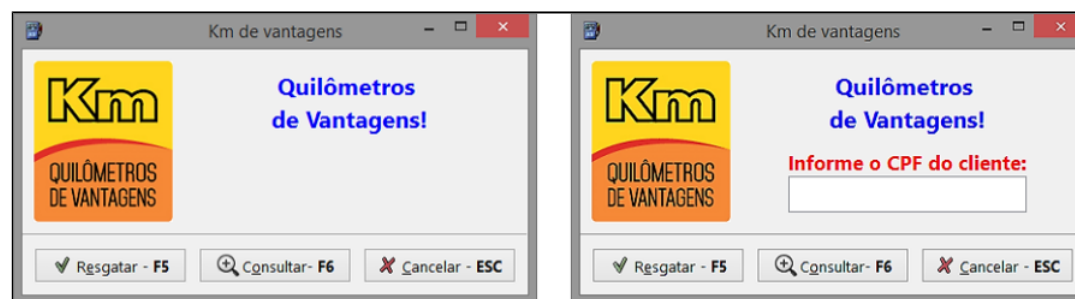 Km de vantagens
Km
QUILÔMETROS
DE VANTAGENS
Quilômetros
de Vantagens!
Resgatar - F5
Consultar- F6
Cancelar - ESC
Km de vantagens
Km
QUILÔMETROS
DE VANTAGENS
Quilômetros
de Vantagens!
Informe o CPF do cliente:
Resgatar - F5
Consultar- F6
Cancelar - ESC